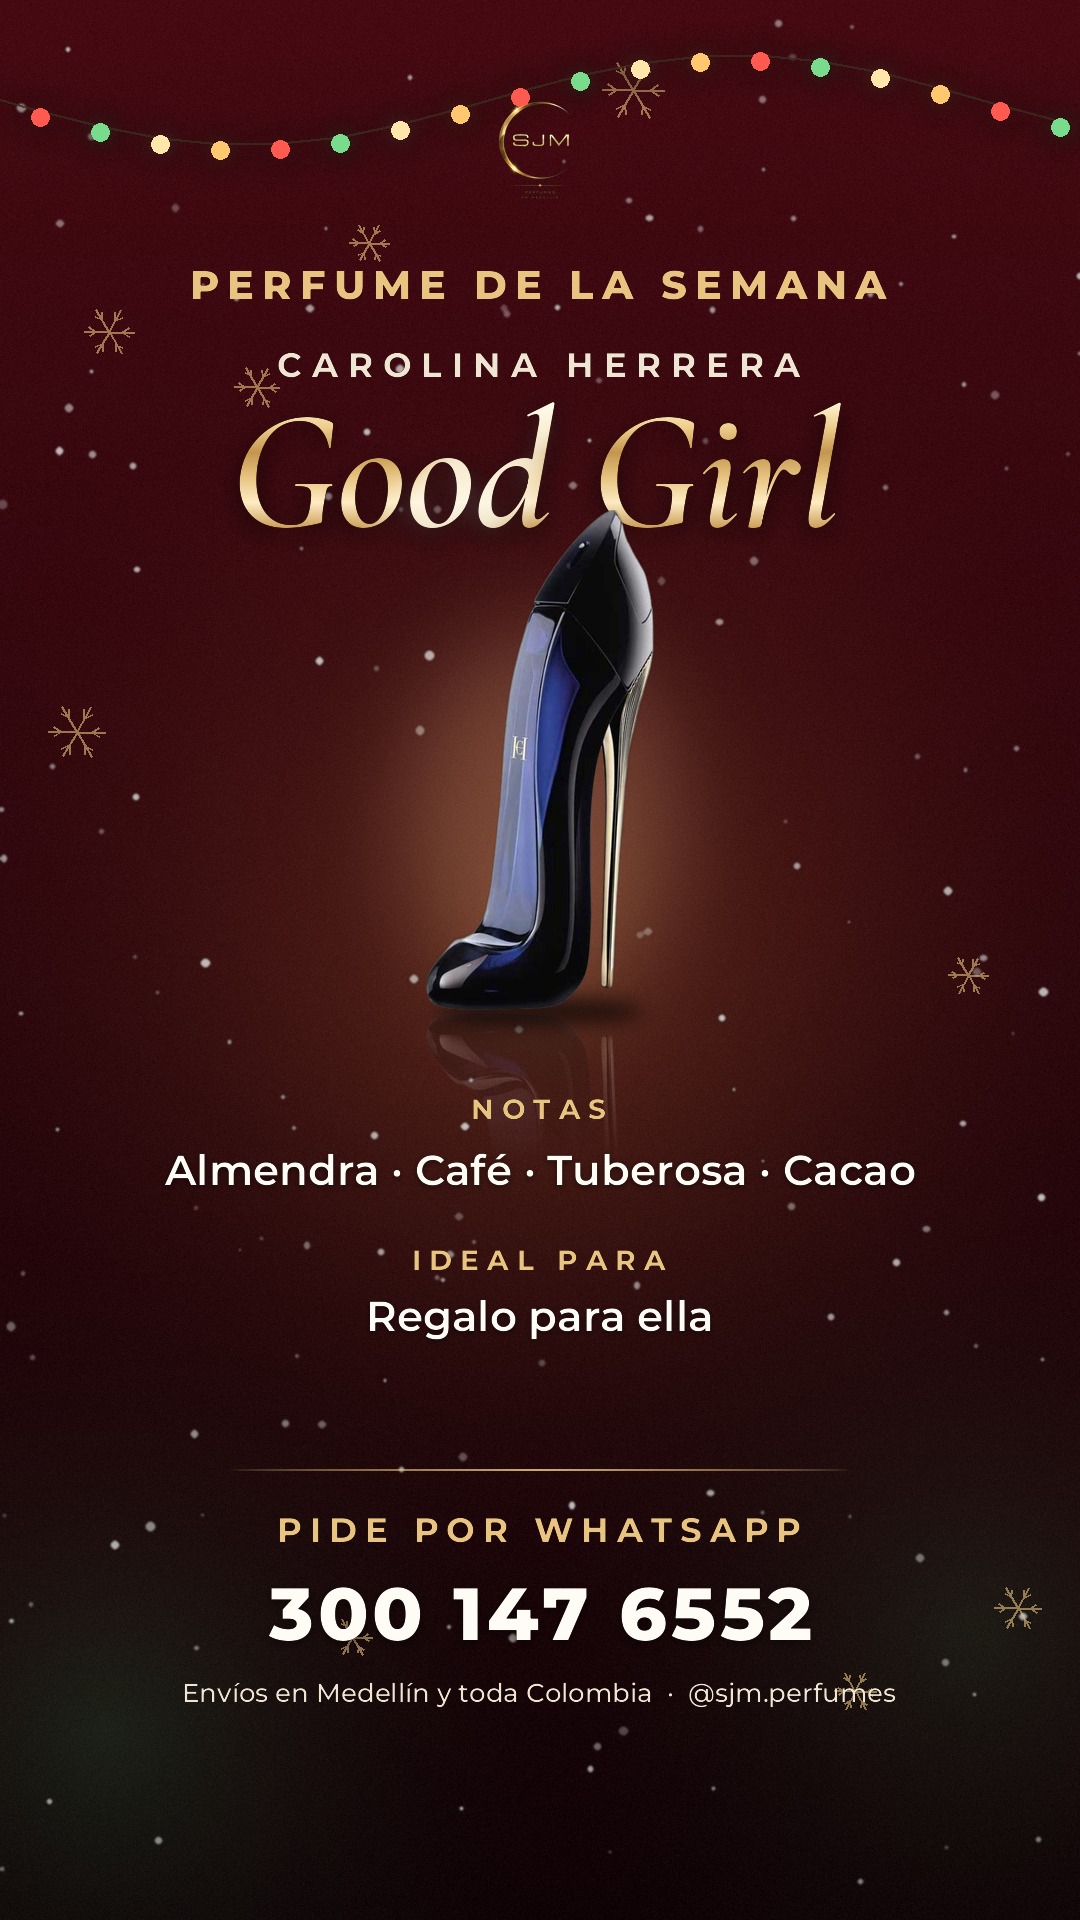 SJM
PERFUME DE LA SEMANA
CAROLINA HERRERA
Good Girl
NOTAS
Almendra · Café · Tuberosa · Cacao
IDEAL PARA
Regalo para ella
PIDE POR WHATSAPP
300 147 6552
Envíos en Medellín y toda Colombia · @sjm.perfumes